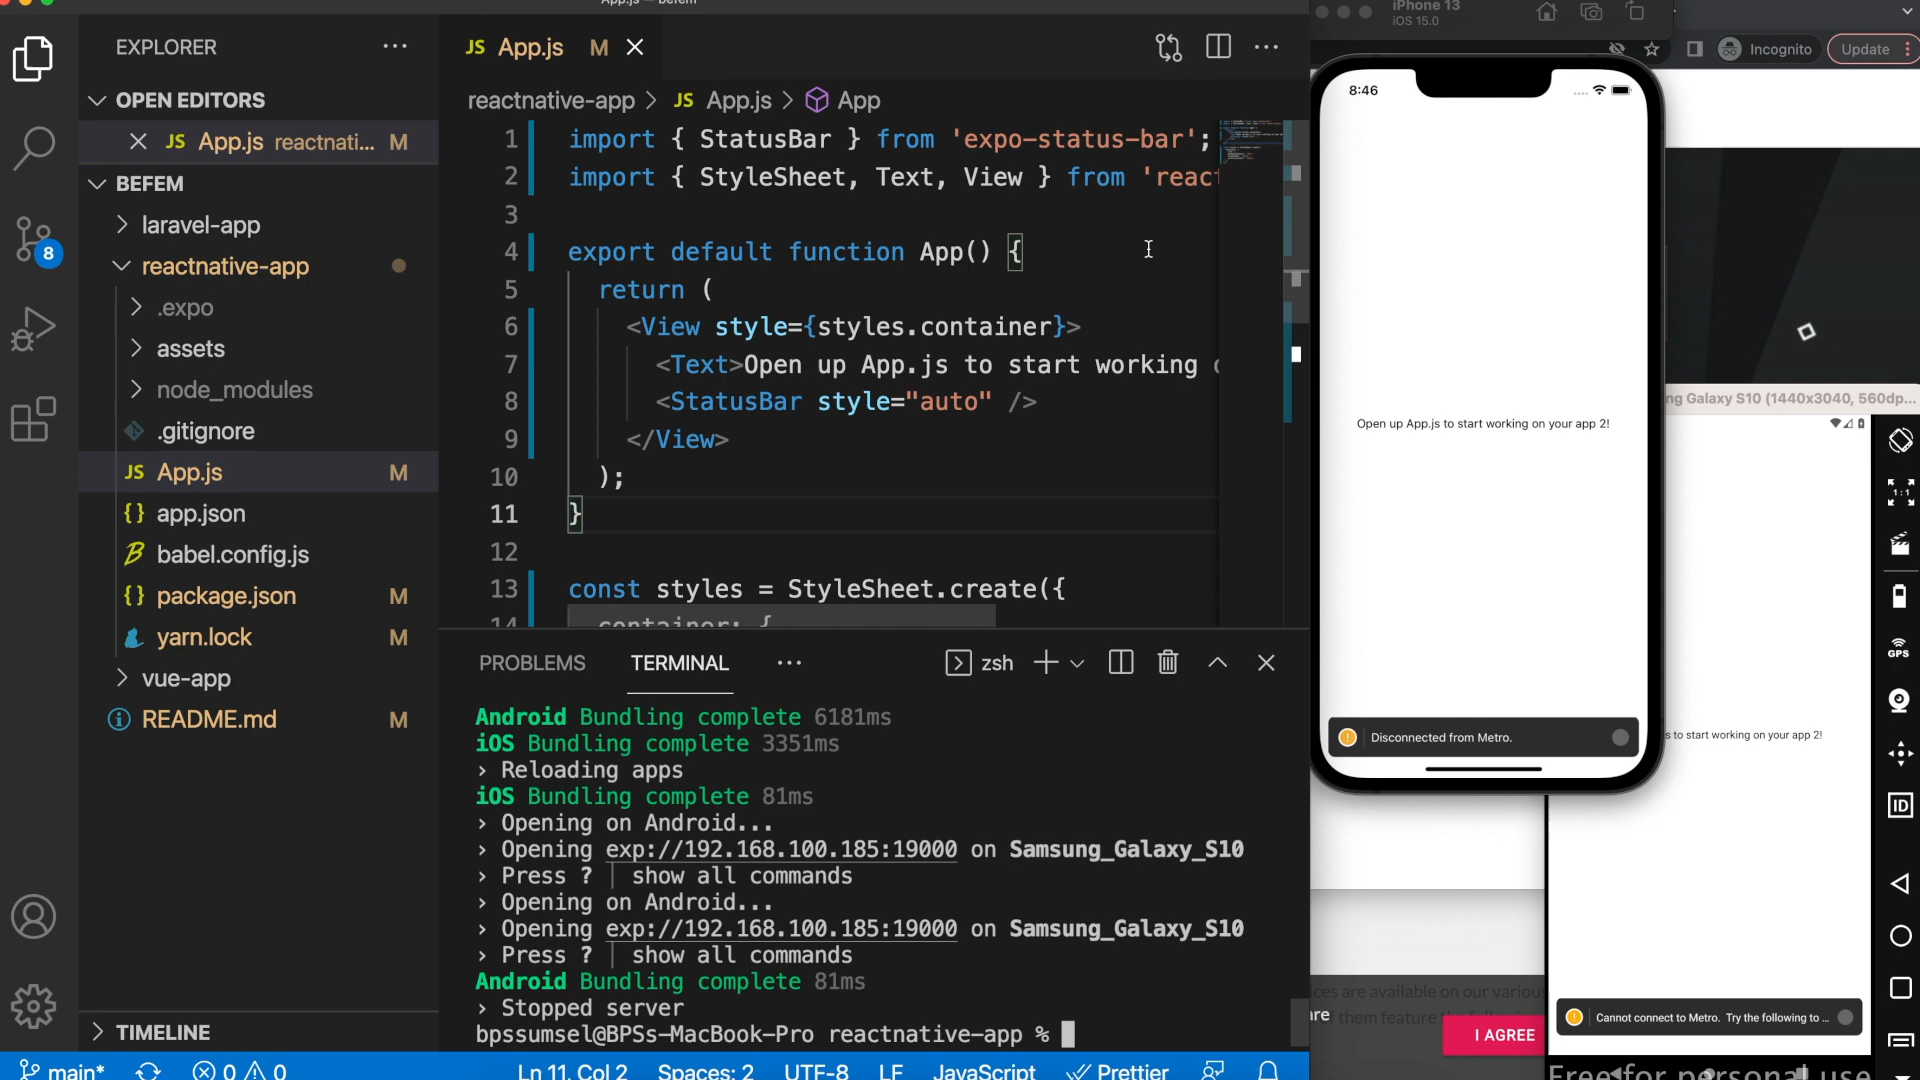 App.js — befem
EXPLORER
OPEN EDITORS
JS App.js reactnati... M
BEFEM
laravel-app
reactnative-app
.expo
assets
node_modules
.gitignore
JS App.js M
{} app.json
babel.config.js
{} package.json M
yarn.lock M
vue-app
README.md M
TIMELINE
8
JS App.js M
reactnative-app > JS App.js > App
1 import { StatusBar } from 'expo-status-bar';
2 import { StyleSheet, Text, View } from 'react
3
4 export default function App() {
5 return (
6 <View style={styles.container}>
7 <Text>Open up App.js to start working
8 <StatusBar style="auto" />
9 </View>
10 );
11 }
12
13 const styles = StyleSheet.create({
14 container: {
PROBLEMS TERMINAL zsh
Android Bundling complete 6181ms
iOS Bundling complete 3351ms
› Reloading apps
iOS Bundling complete 81ms
› Opening on Android...
› Opening exp://192.168.100.185:19000 on Samsung_Galaxy_S10
› Press ? │ show all commands
› Opening on Android...
› Opening exp://192.168.100.185:19000 on Samsung_Galaxy_S10
› Press ? │ show all commands
Android Bundling complete 81ms
› Stopped server
bpssumsel@BPSs-MacBook-Pro reactnative-app %
main* 0 0 Ln 11, Col 2 Spaces: 2 UTF-8 LF JavaScript Prettier
iPhone 13
iOS 15.0
Incognito Update
8:46
Open up App.js to start working on your app 2!
Disconnected from Metro.
ng Galaxy S10 (1440x3040, 560dp...
1:1
GPS
ID
s to start working on your app 2!
Cannot connect to Metro. Try the following to ...
ices are available on our various
of them feature the
I AGREE
Free for personal use